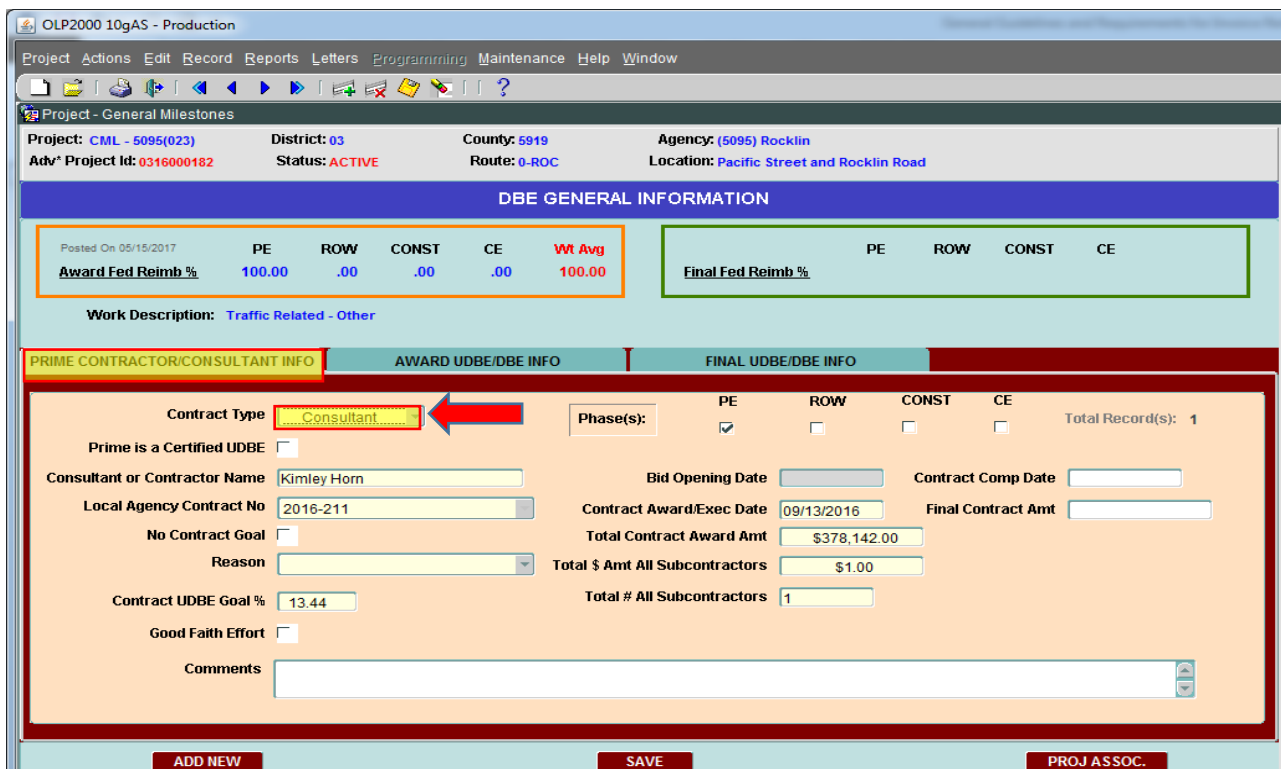 OLP2000 10gAS - Production
Project Actions Edit Record Reports Letters Programming Maintenance Help Window
Project - General Milestones
Project: CML - 5095(023) District: 03 County: 5919 Agency: (5095) Rocklin
Adv* Project Id: 0316000182 Status: ACTIVE Route: 0-ROC Location: Pacific Street and Rocklin Road
DBE GENERAL INFORMATION
Posted On 05/15/2017 PE ROW CONST CE Wt Avg PE ROW CONST CE
Award Fed Reimb % 100.00 .00 .00 .00 100.00 Final Fed Reimb %
Work Description: Traffic Related - Other
PRIME CONTRACTOR/CONSULTANT INFO AWARD UDBE/DBE INFO FINAL UDBE/DBE INFO
PE ROW CONST CE
Contract Type Consultant Phase(s): Total Record(s): 1
Prime is a Certified UDBE
Consultant or Contractor Name Kimley Horn Bid Opening Date Contract Comp Date
Local Agency Contract No 2016-211 Contract Award/Exec Date 09/13/2016 Final Contract Amt
No Contract Goal Total Contract Award Amt $378,142.00
Reason Total $ Amt All Subcontractors $1.00
Contract UDBE Goal % 13.44 Total # All Subcontractors 1
Good Faith Effort
Comments
ADD NEW SAVE PROJ ASSOC.